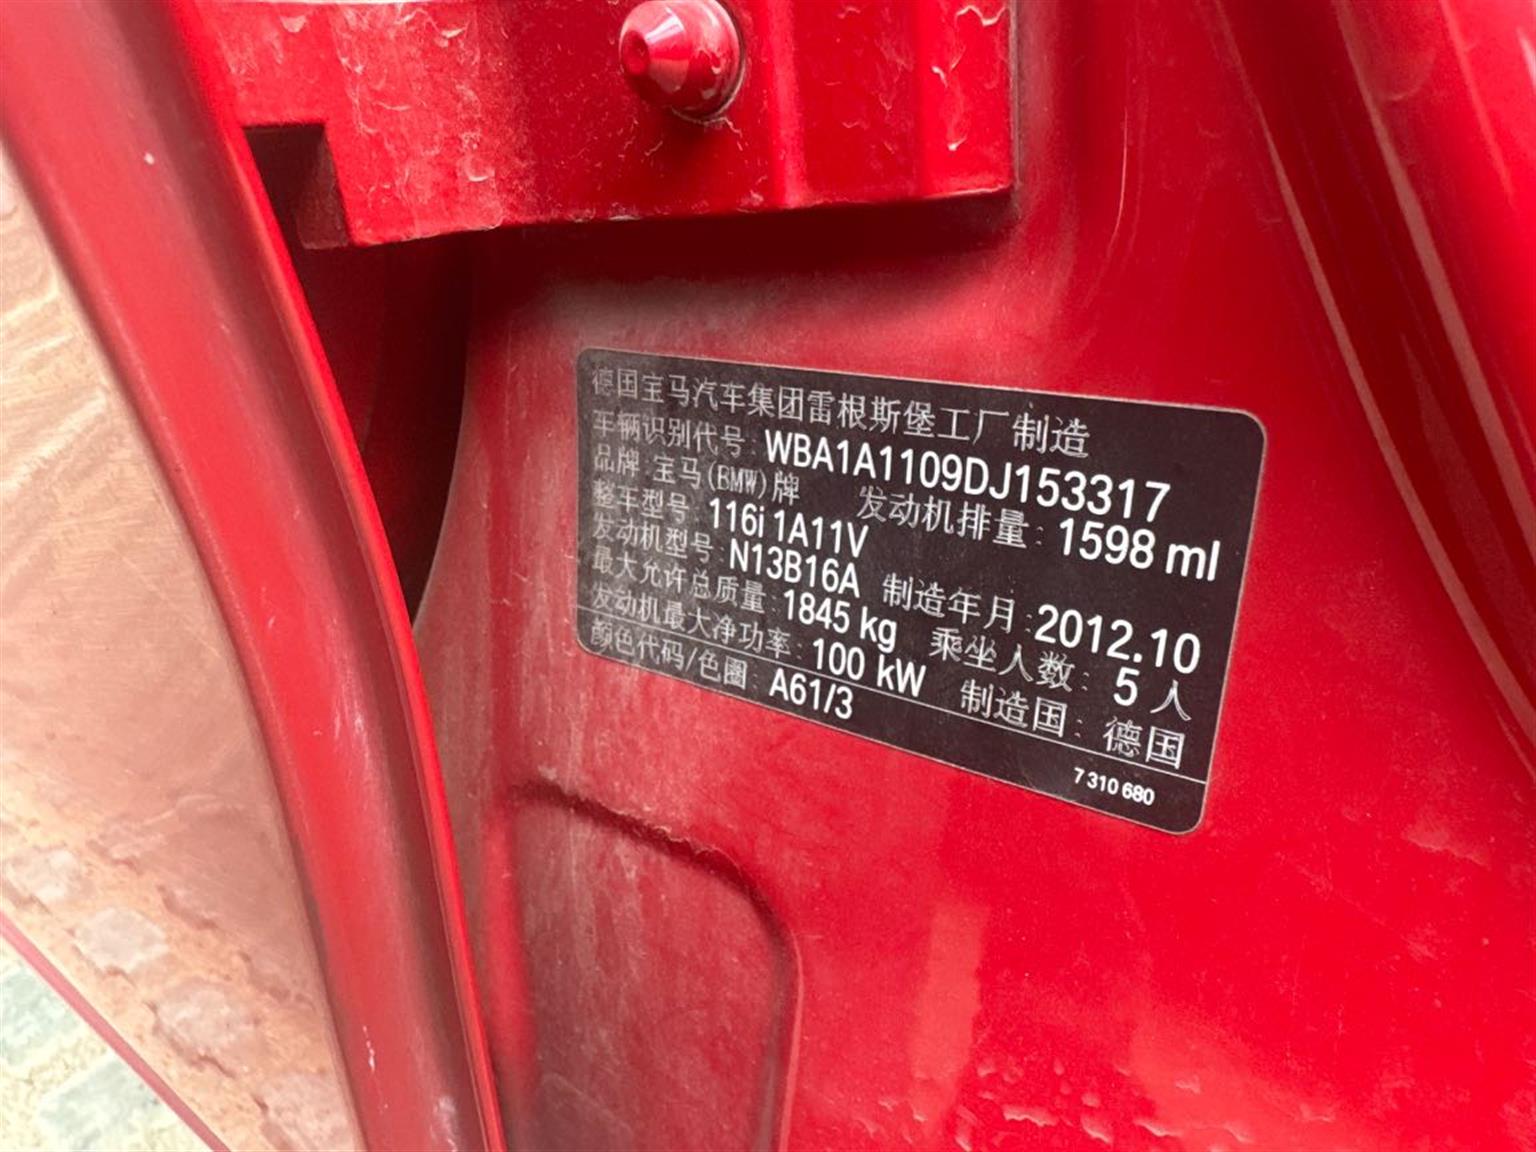 德国宝马汽车集团雷根斯堡工厂制造
车辆识别代号: WBA1A1109DJ153317
品牌: 宝马(BMW)牌 发动机排量: 1598 ml
整车型号: 116i 1A11V
发动机型号: N13B16A 制造年月: 2012.10
最大允许总质量: 1845 kg 乘坐人数: 5 人
发动机最大净功率: 100 kW 制造国: 德国
颜色代码/色圈: A61/3
7 310 680